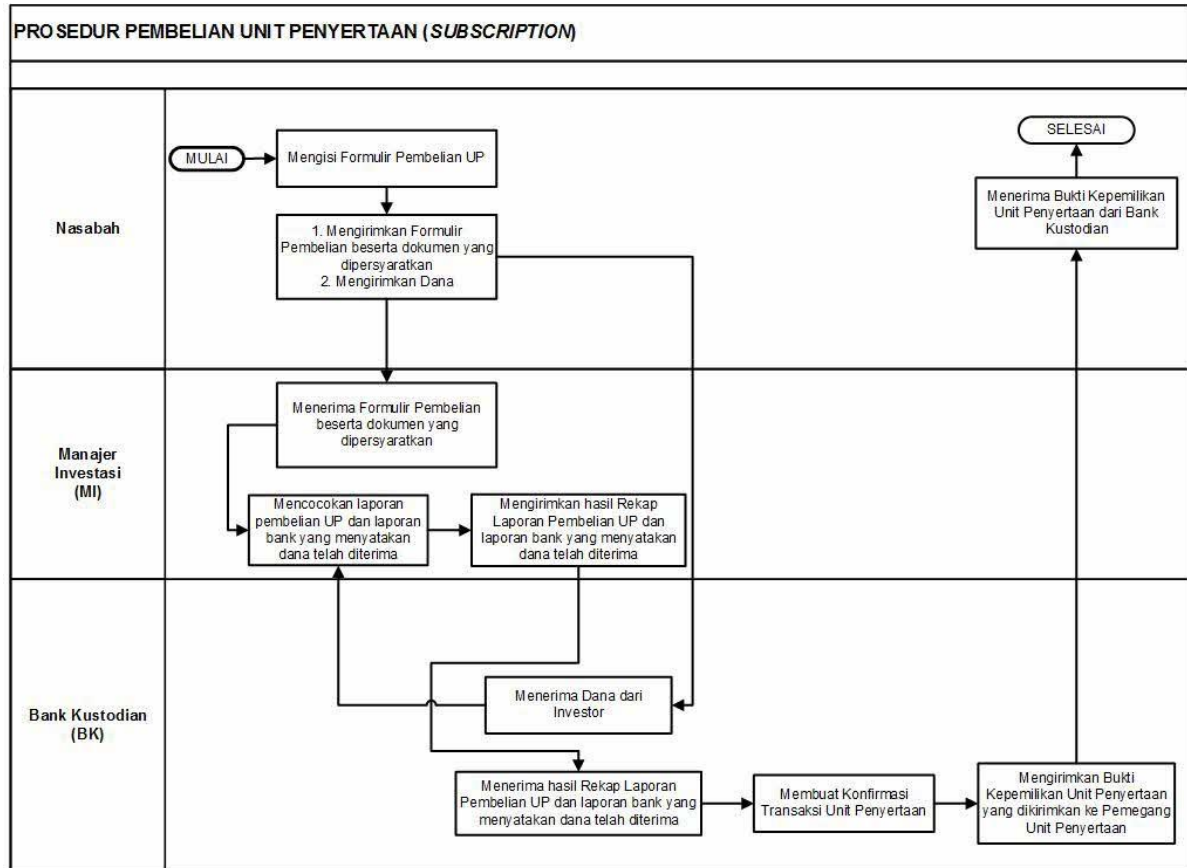 PROSEDUR PEMBELIAN UNIT PENYERTAAN (SUBSCRIPTION)
Nasabah
MULAI
Mengisi Formulir Pembelian UP
1. Mengirimkan Formulir
Pembelian beserta dokumen yang
dipersyaratkan
2. Mengirimkan Dana
SELESAI
Menerima Bukti Kepemilikan
Unit Penyertaan dari Bank
Kustodian
Manajer
Investasi
(MI)
Menerima Formulir Pembelian
beserta dokumen yang
dipersyaratkan
Mencocokan laporan
pembelian UP dan laporan
bank yang menyatakan
dana telah diterima
Mengirimkan hasil Rekap
Laporan Pembelian UP dan
laporan bank yang menyatakan
dana telah diterima
Bank Kustodian
(BK)
Menerima Dana dari
Investor
Menerima hasil Rekap Laporan
Pembelian UP dan laporan bank yang
menyatakan dana telah diterima
Membuat Konfirmasi
Transaksi Unit Penyertaan
Mengirimkan Bukti
Kepemilikan Unit Penyertaan
yang dikirimkan ke Pemegang
Unit Penyertaan